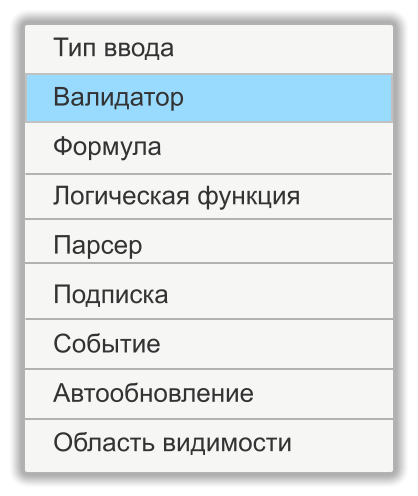 Тип ввода
Валидатор
Формула
Логическая функция
Парсер
Подписка
Событие
Автообновление
Область видимости